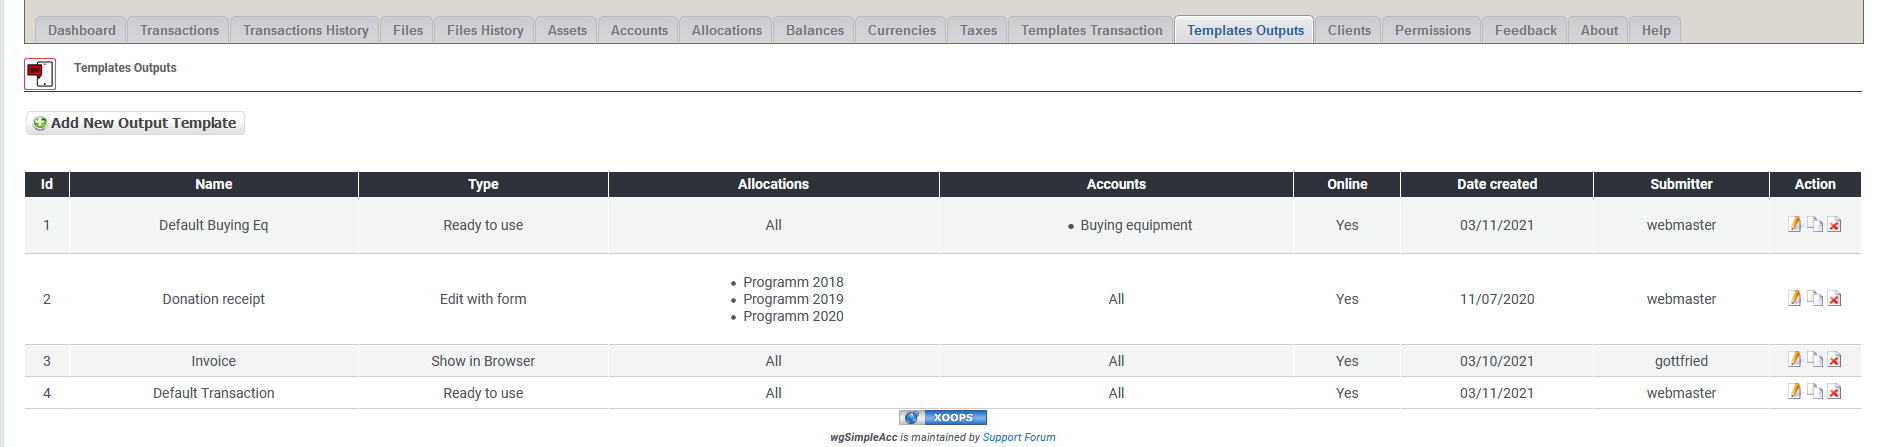 Dashboard Transactions Transactions History Files Files History Assets Accounts Allocations Balances Currencies Taxes Templates Transaction Templates Outputs Clients Permissions Feedback About Help
Templates Outputs
Add New Output Template
Id Name Type Allocations Accounts Online Date created Submitter Action
1 Default Buying Eq Ready to use All • Buying equipment Yes 03/11/2021 webmaster
• Programm 2018
2 Donation receipt Edit with form • Programm 2019 All Yes 11/07/2020 webmaster
• Programm 2020
3 Invoice Show in Browser All All Yes 03/10/2021 gottfried
4 Default Transaction Ready to use All All Yes 03/11/2021 webmaster
XOOPS
wgSimpleAcc is maintained by Support Forum